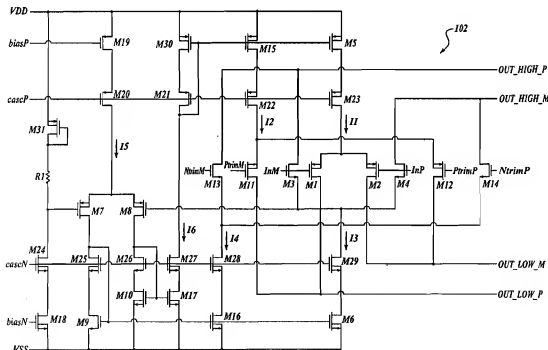 VDD
biasP
M19
M30
M15
M5
102
OUT_HIGH_P
cascP
M20
M21
M22
M23
OUT_HIGH_M
M31
I5
I2
I1
R1
NtrimM
M13
PtrimM
M11
InM
M3
M1
M2
M4
InP
M12
PtrimP
M14
NtrimP
M7
M8
I6
I4
I3
M24
cascN
M25
M26
M27
M28
M29
OUT_LOW_M
M10
M17
OUT_LOW_P
biasN
M18
M9
M16
M6
VSS